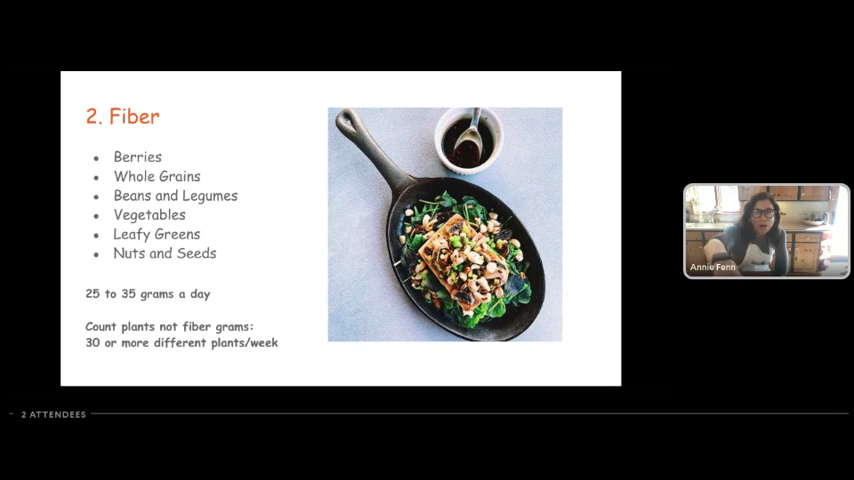 2. Fiber
• Berries
• Whole Grains
• Beans and Legumes
• Vegetables
• Leafy Greens
• Nuts and Seeds
25 to 35 grams a day
Count plants not fiber grams:
30 or more different plants/week
Annie Fenn
2 ATTENDEES